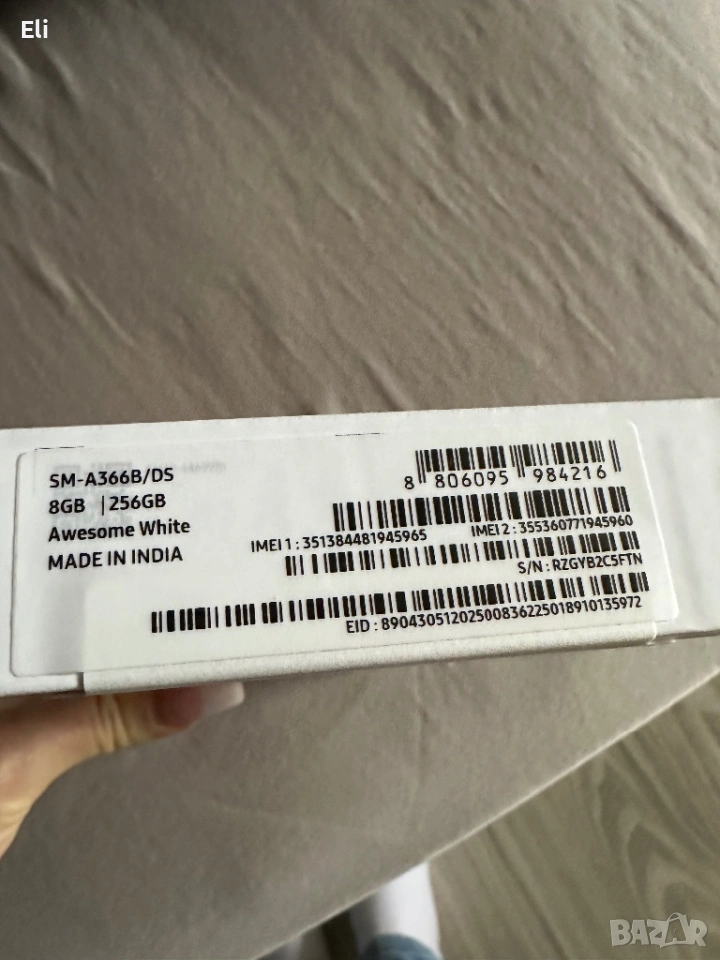 Eli
SM-A366B/DS
8GB | 256GB
Awesome White
MADE IN INDIA
8 806095 984216
IMEI 1 : 351384481945965
IMEI 2 : 355360771945960
S/N : RZGYB2C5FTN
EID : 89043051202500836225018910135972
BAZAR